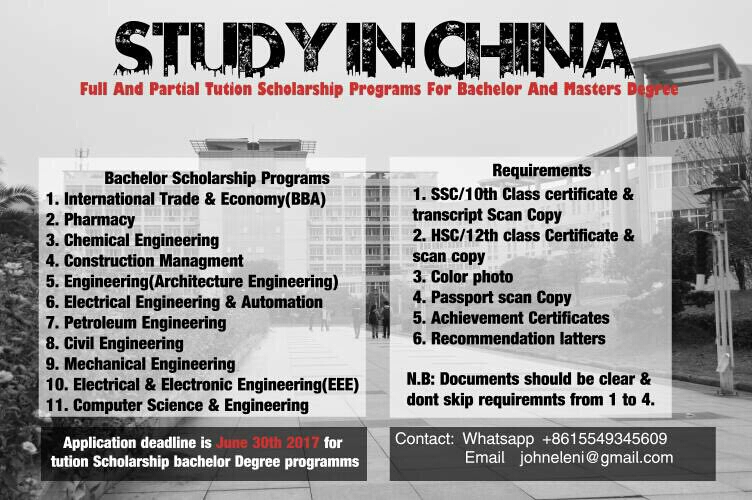 STUDY IN CHINA
Full And Partial Tution Scholarship Programs For Bachelor And Masters Degree
Bachelor Scholarship Programs
1. International Trade & Economy(BBA)
2. Pharmacy
3. Chemical Engineering
4. Construction Managment
5. Engineering(Architecture Engineering)
6. Electrical Engineering & Automation
7. Petroleum Engineering
8. Civil Engineering
9. Mechanical Engineering
10. Electrical & Electronic Engineering(EEE)
11. Computer Science & Engineering
Requirements
1. SSC/10th Class certificate &
transcript Scan Copy
2. HSC/12th class Certificate &
scan copy
3. Color photo
4. Passport scan Copy
5. Achievement Certificates
6. Recommendation latters
N.B: Documents should be clear &
dont skip requiremnts from 1 to 4.
Application deadline is June 30th 2017 for
tution Scholarship bachelor Degree programms
Contact: Whatsapp +8615549345609
Email johneleni@gmail.com